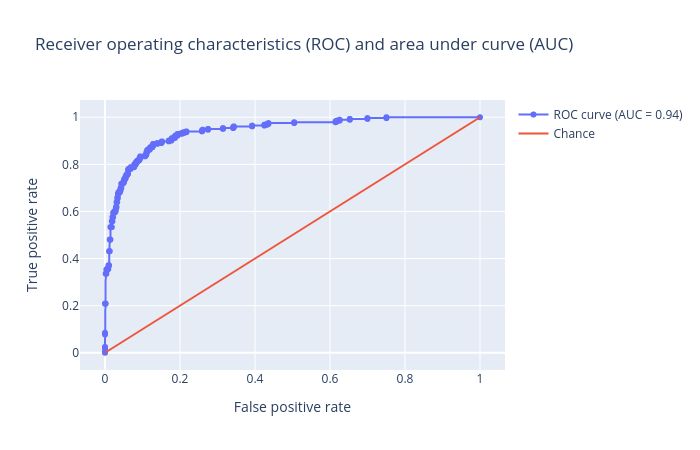 Receiver operating characteristics (ROC) and area under curve (AUC)
ROC curve (AUC = 0.94)
Chance
True positive rate
1
0.8
0.6
0.4
0.2
0
0 0.2 0.4 0.6 0.8 1
False positive rate